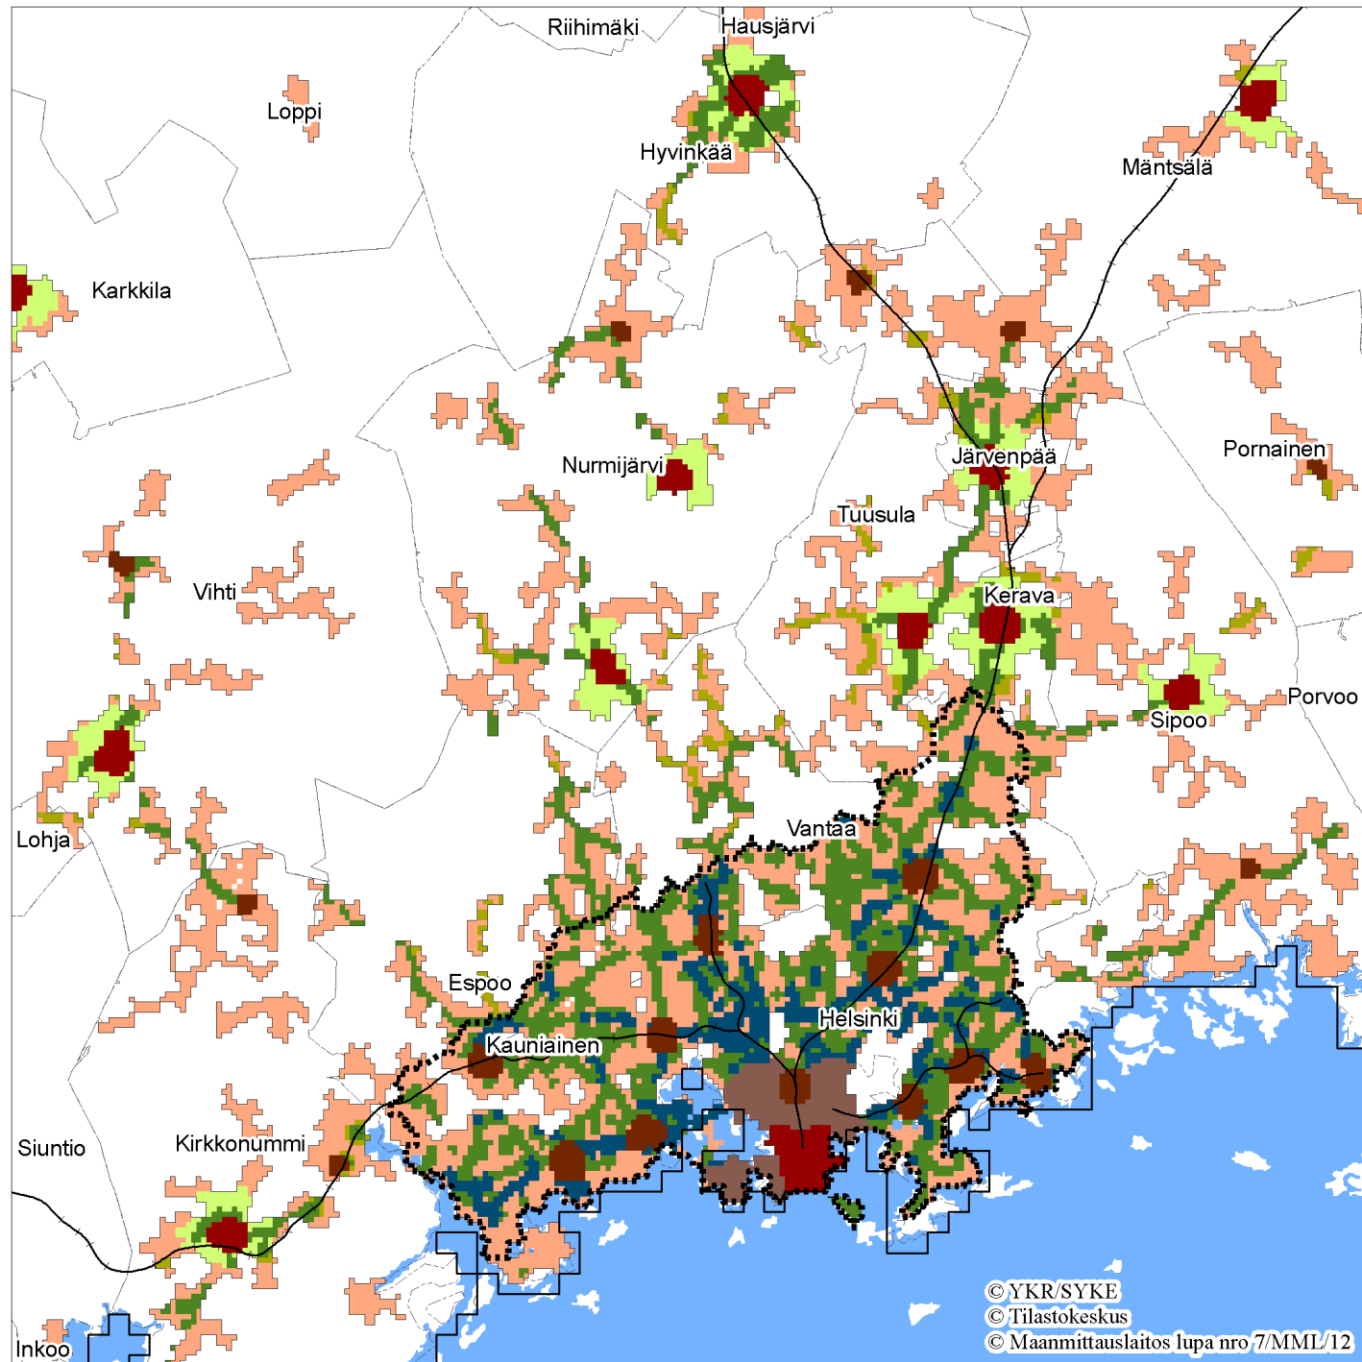 Riihimäki
Hausjärvi
Loppi
Hyvinkää
Mäntsälä
Karkkila
Nurmijärvi
Järvenpää
Pornainen
Tuusula
Vihti
Kerava
Porvoo
Sipoo
Lohja
Vantaa
Espoo
Helsinki
Kauniainen
Siuntio
Kirkkonummi
Inkoo
© YKR/SYKE
© Tilastokeskus
© Maanmittauslaitos lupa nro 7/MML/12